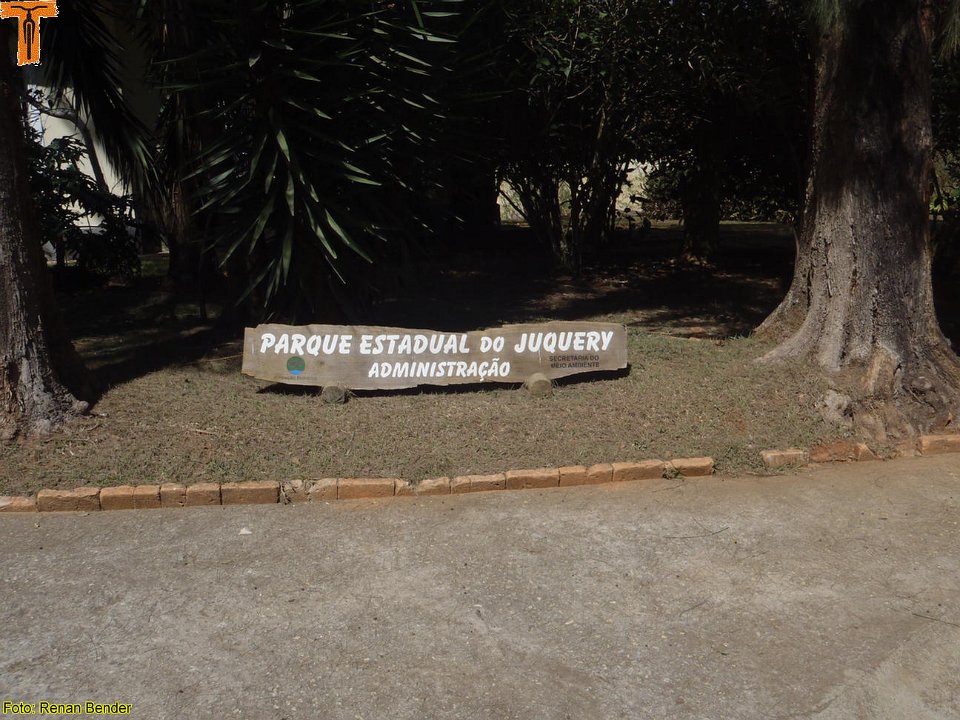 PARQUE ESTADUAL DO JUQUERY
ADMINISTRAÇÃO
SECRETARIA DO
MEIO AMBIENTE
Foto: Renan Bender